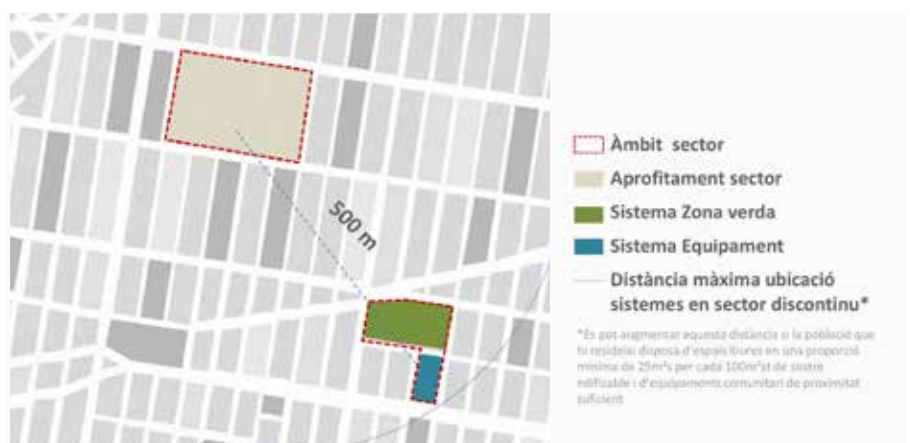 500 m
Àmbit sector
Aprofitament sector
Sistema Zona verda
Sistema Equipament
Distància màxima ubicació
sistemes en sector discontinu*
*Es pot augmentar aquesta distància si la població que
hi resideixi disposa d'espais lliures en una proporció
mínima de 25m²s per cada 100m²st de sostre
edificable i d'equipaments comunitari de proximitat
suficient